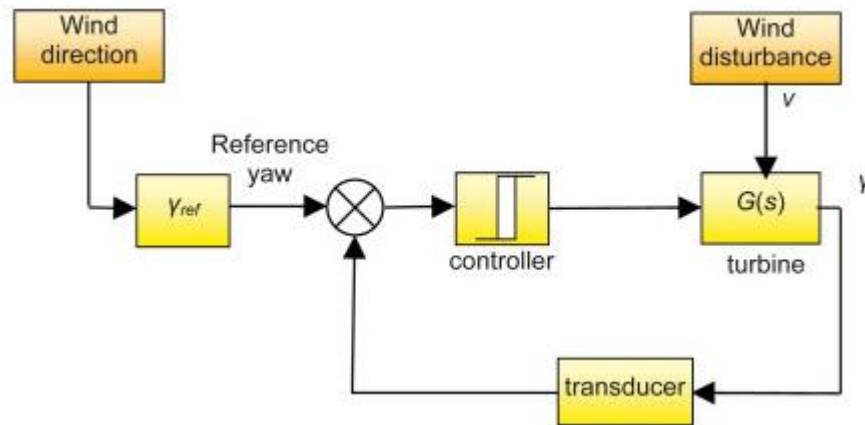 Wind
direction
Wind
disturbance
v
Reference
yaw
γref
G(s)
γ
controller
turbine
transducer